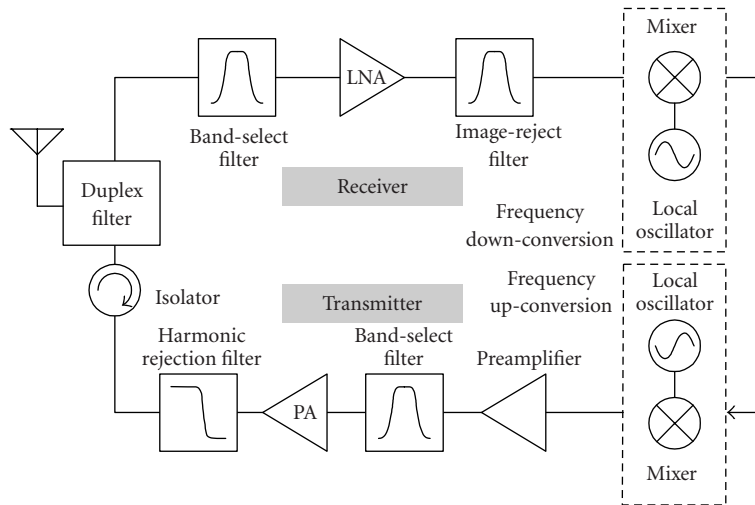 Mixer
LNA
Band-select
filter
Image-reject
filter
Duplex
filter
Receiver
Local
oscillator
Frequency
down-conversion
Frequency
up-conversion
Local
oscillator
Isolator
Transmitter
Harmonic
rejection filter
Band-select
filter
Preamplifier
PA
Mixer